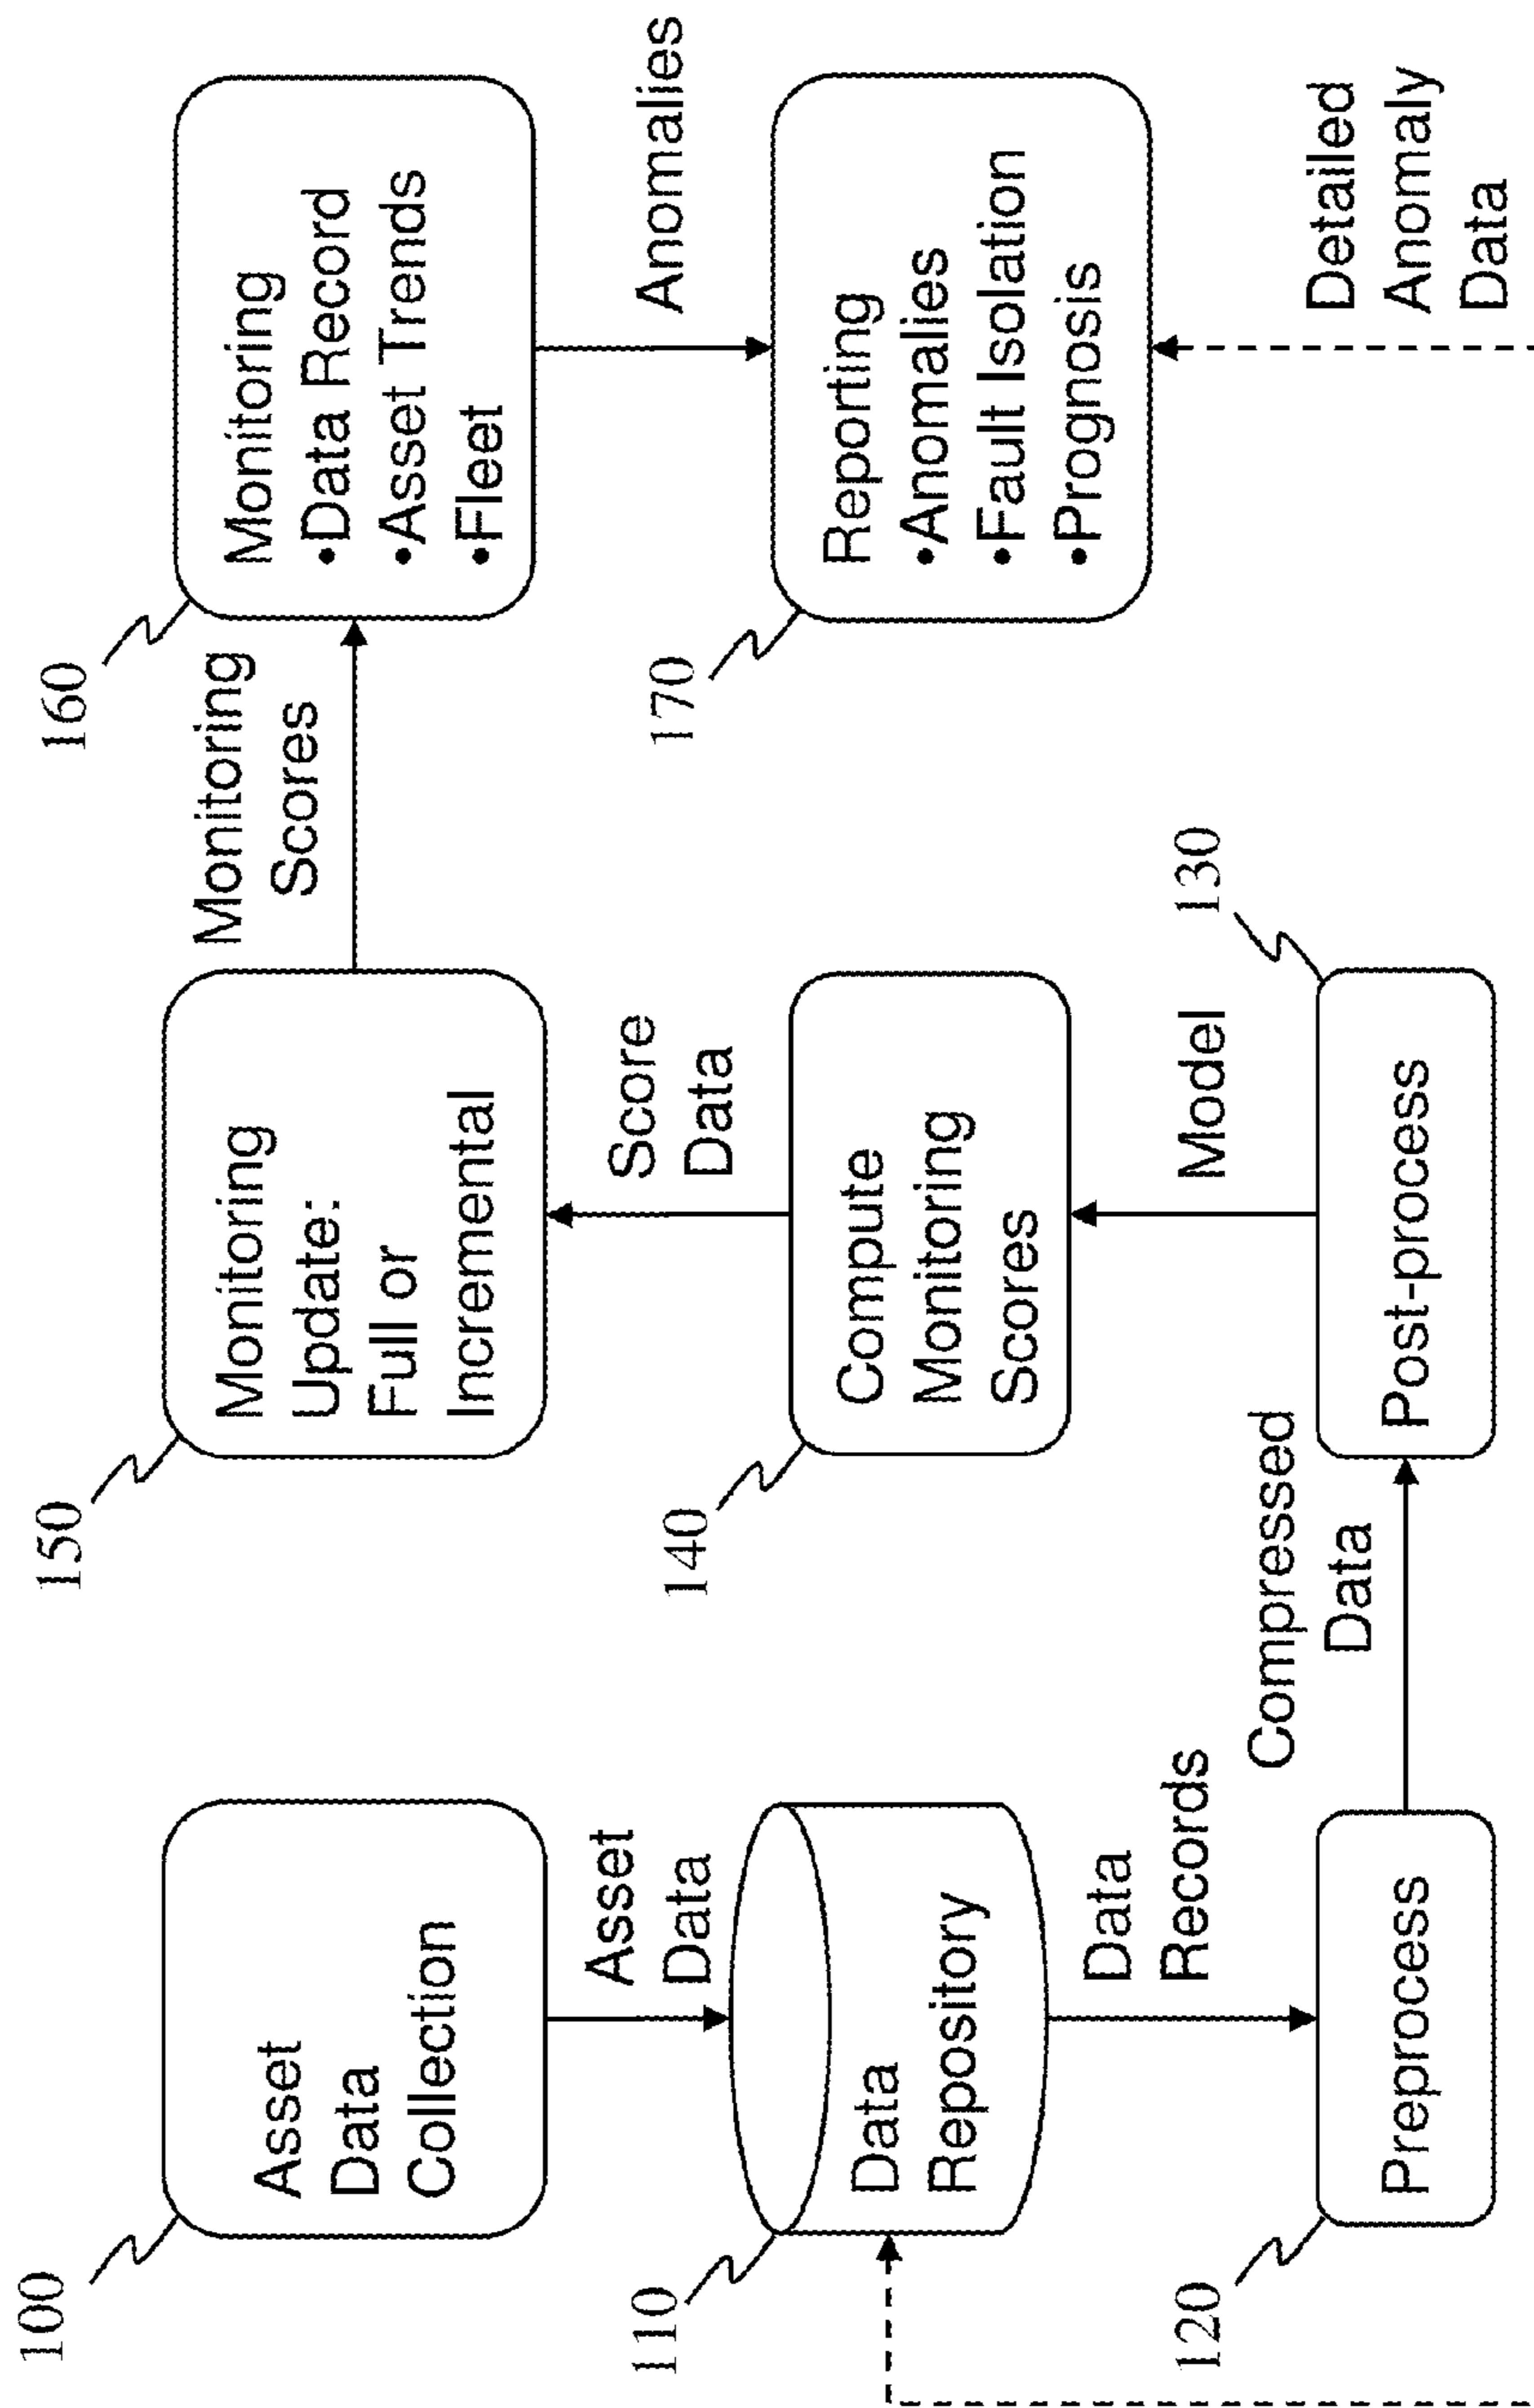 100
Asset
Data
Collection
Asset
Data
110
Data
Repository
Data
Records
120
Preprocess
Compressed
Data
130
Post-process
Model
140
Compute
Monitoring
Scores
Score
Data
150
Monitoring
Update:
Full or
Incremental
Monitoring
Scores
160
Monitoring
•Data Record
•Asset Trends
•Fleet
Anomalies
170
Reporting
•Anomalies
•Fault Isolation
•Prognosis
Detailed
Anomaly
Data